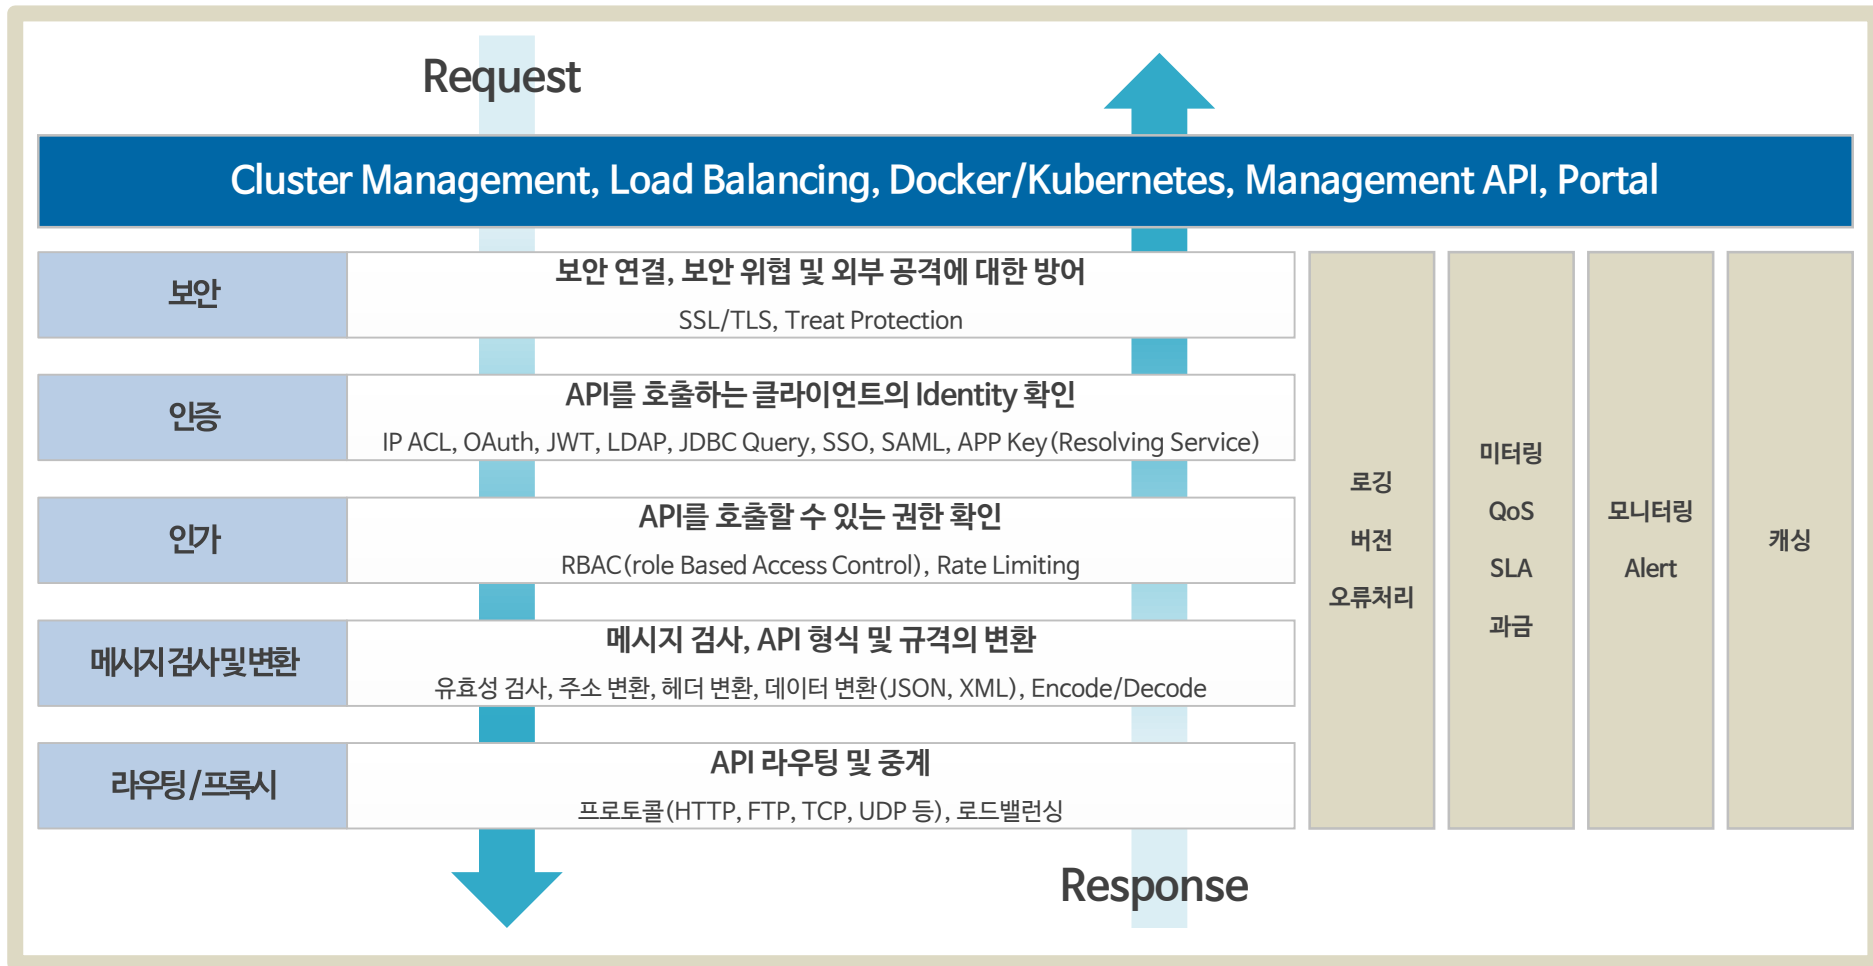 Request
Cluster Management, Load Balancing, Docker/Kubernetes, Management API, Portal
보안
보안 연결, 보안 위협 및 외부 공격에 대한 방어
SSL/TLS, Treat Protection
인증
API를 호출하는 클라이언트의 Identity 확인
IP ACL, OAuth, JWT, LDAP, JDBC Query, SSO, SAML, APP Key(Resolving Service)
인가
API를 호출할 수 있는 권한 확인
RBAC(role Based Access Control), Rate Limiting
메시지 검사 및 변환
메시지 검사, API 형식 및 규격의 변환
유효성 검사, 주소 변환, 헤더 변환, 데이터 변환(JSON, XML), Encode/Decode
라우팅/프록시
API 라우팅 및 중계
프로토콜(HTTP, FTP, TCP, UDP 등), 로드밸런싱
로깅
버전
오류처리
미터링
QoS
SLA
과금
모니터링
Alert
캐싱
Response